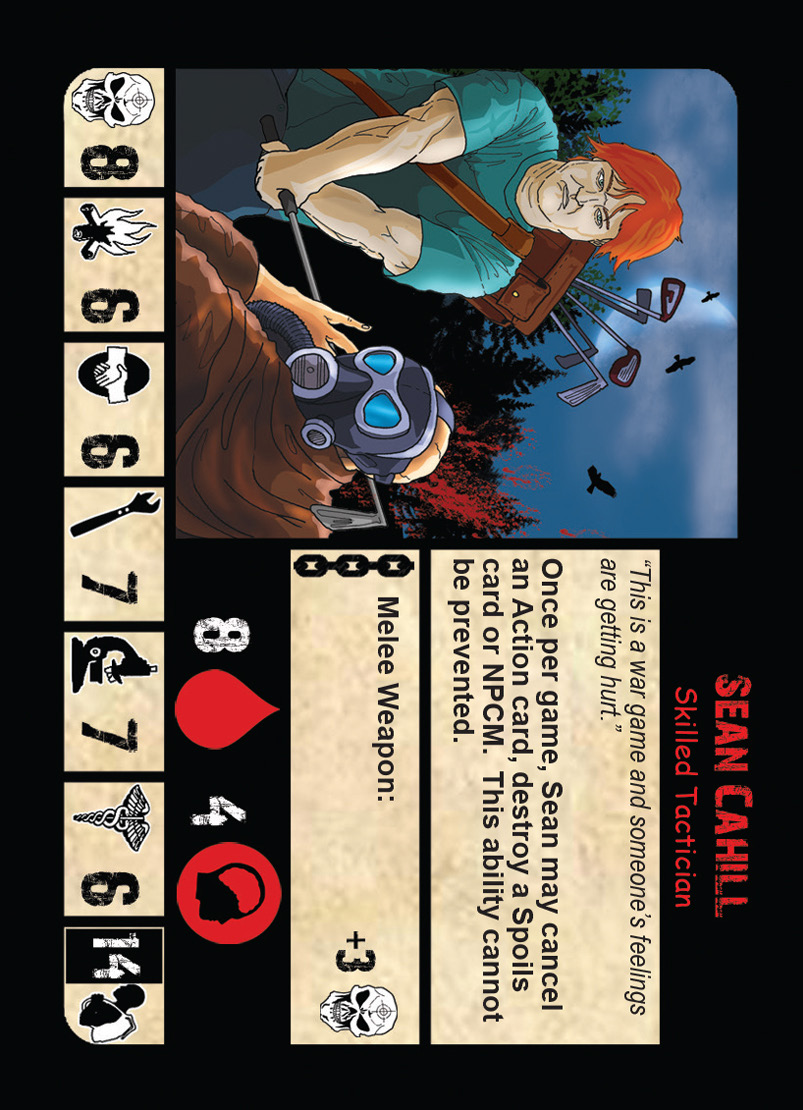 SEAN CAHILL
Skilled Tactician
“This is a war game and someone’s feelings
are getting hurt.”
Once per game, Sean may cancel
an Action card, destroy a Spoils
card or NPCM. This ability cannot
be prevented.
Melee Weapon:
+3
8
4
8
6
6
7
7
6
14